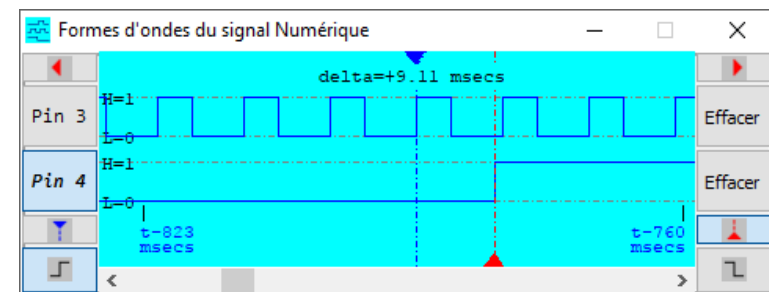 Formes d'ondes du signal Numérique
delta=+9.11 msecs
Pin 3
H=1
L=0
Effacer
Pin 4
H=1
L=0
Effacer
t-823
msecs
t-760
msecs